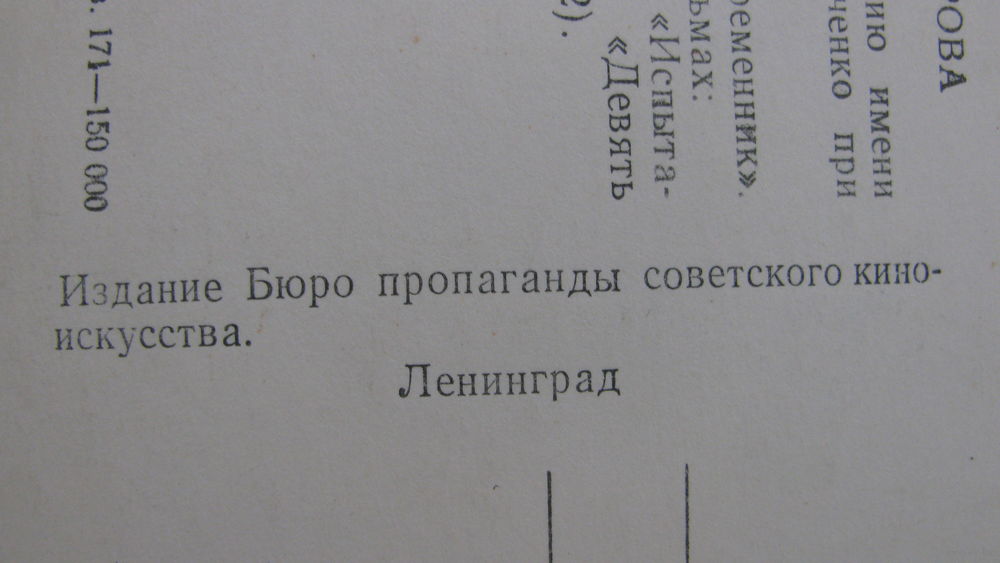 РОВА
ию имени
ченко при
ременник».
ьмах:
«Испыта-
«Девять
2).
з. 171—150 000
Издание Бюро пропаганды советского кино-
искусства.
Ленинград